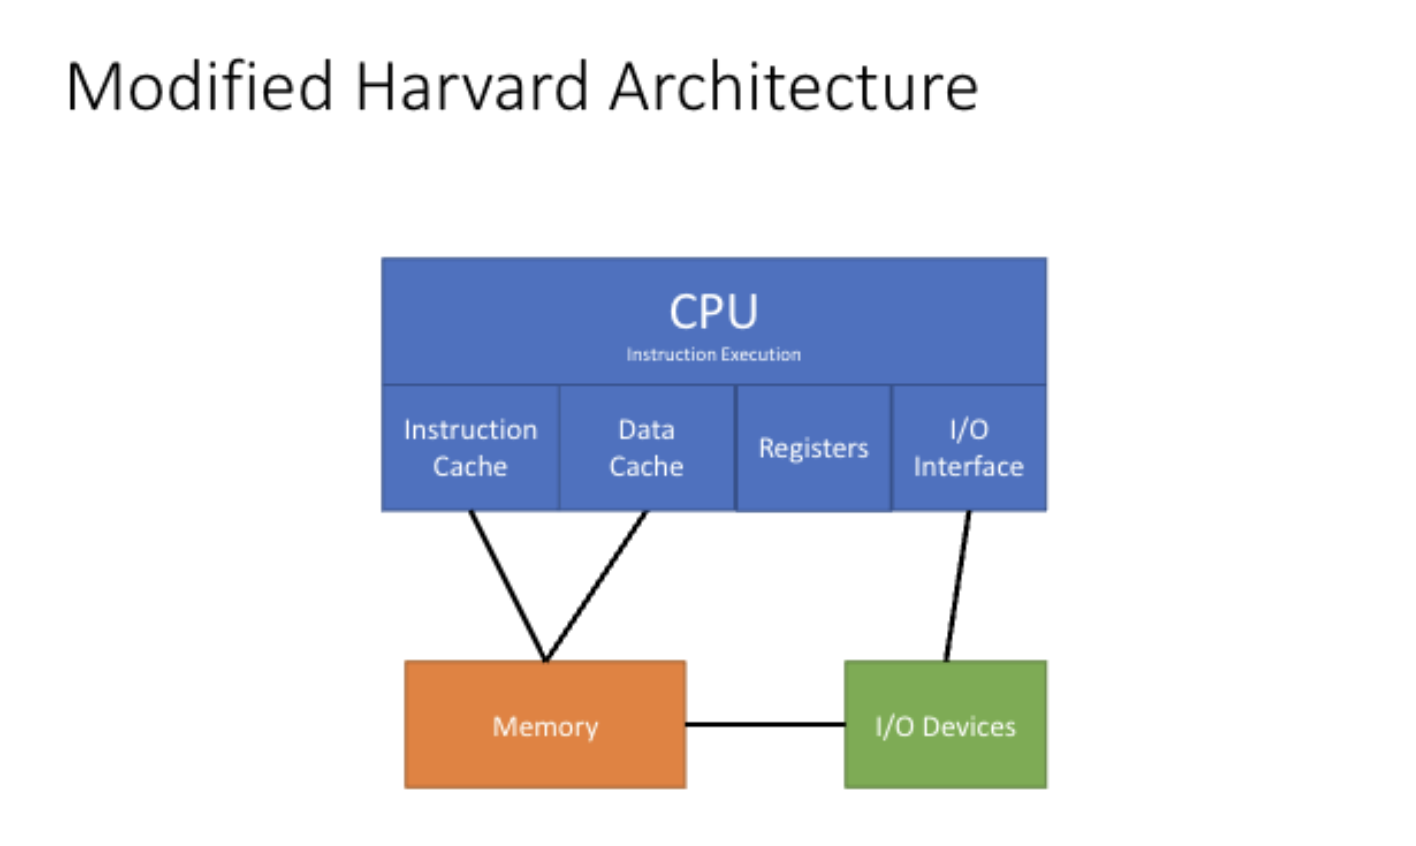 Modified Harvard Architecture
CPU
Instruction Execution
Instruction
Cache
Data
Cache
Registers
I/O
Interface
Memory
I/O Devices